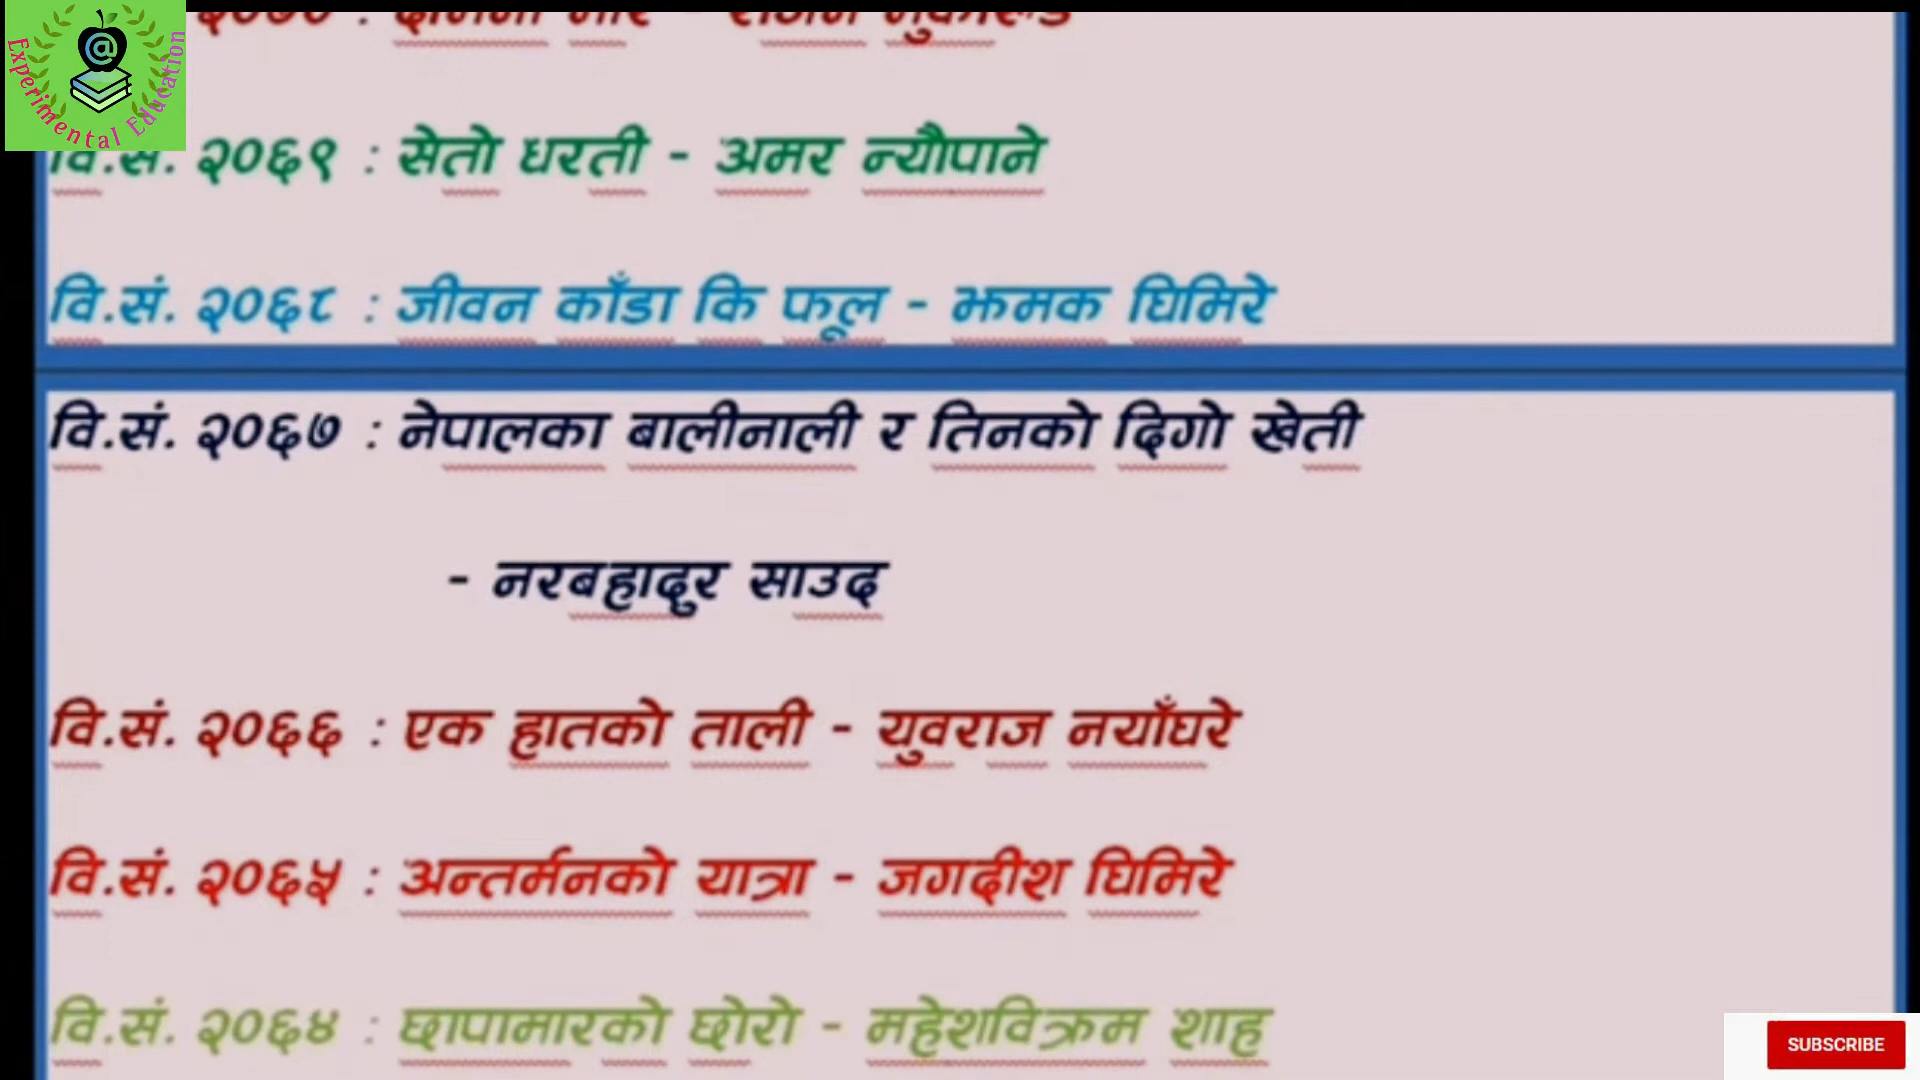 Experimental Education
वि.सं. २०६९ : सेतो धरती - अमर न्यौपाने
वि.सं. २०६८ : जीवन काँडा कि फूल - झमक घिमिरे
वि.सं. २०६७ : नेपालका बालीनाली र तिनको दिगो खेती
- नरबहादुर साउद
वि.सं. २०६६ : एक हातको ताली - युवराज नयाँघरे
वि.सं. २०६५ : अन्तर्मनको यात्रा - जगदीश घिमिरे
वि.सं. २०६४ : छापामारको छोरो - महेशविक्रम शाह
SUBSCRIBE